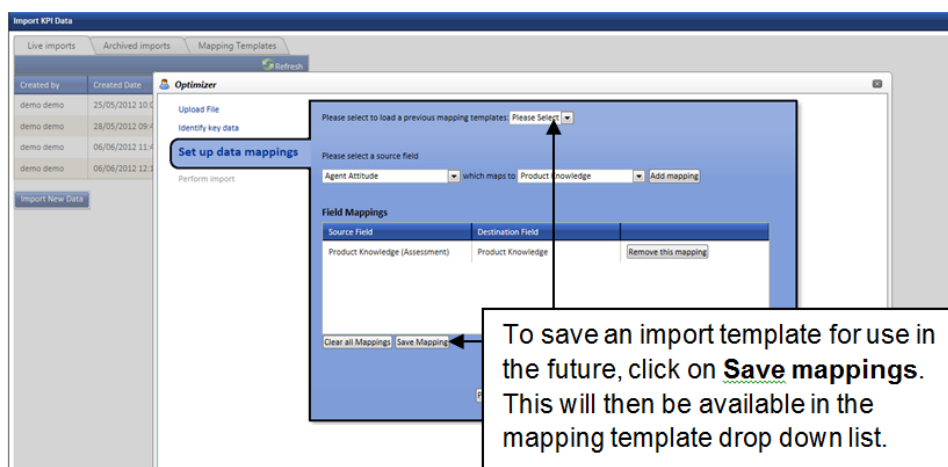 Import KPI Data
Live imports Archived imports Mapping Templates
Refresh
Created by Created Date
Optimizer
demo demo 25/05/2012 10:0
demo demo 28/05/2012 09:4
demo demo 06/06/2012 11:4
demo demo 06/06/2012 12:1
Import New Data
Upload File
Identify key data
Set up data mappings
Perform import
Please select to load a previous mapping templates: Please Select
Please select a source field
Agent Attitude which maps to Product Knowledge Add mapping
Field Mappings
Source Field Destination Field
Product Knowledge (Assessment) Product Knowledge Remove this mapping
Clear all Mappings Save Mapping
To save an import template for use in
the future, click on Save mappings.
This will then be available in the
mapping template drop down list.